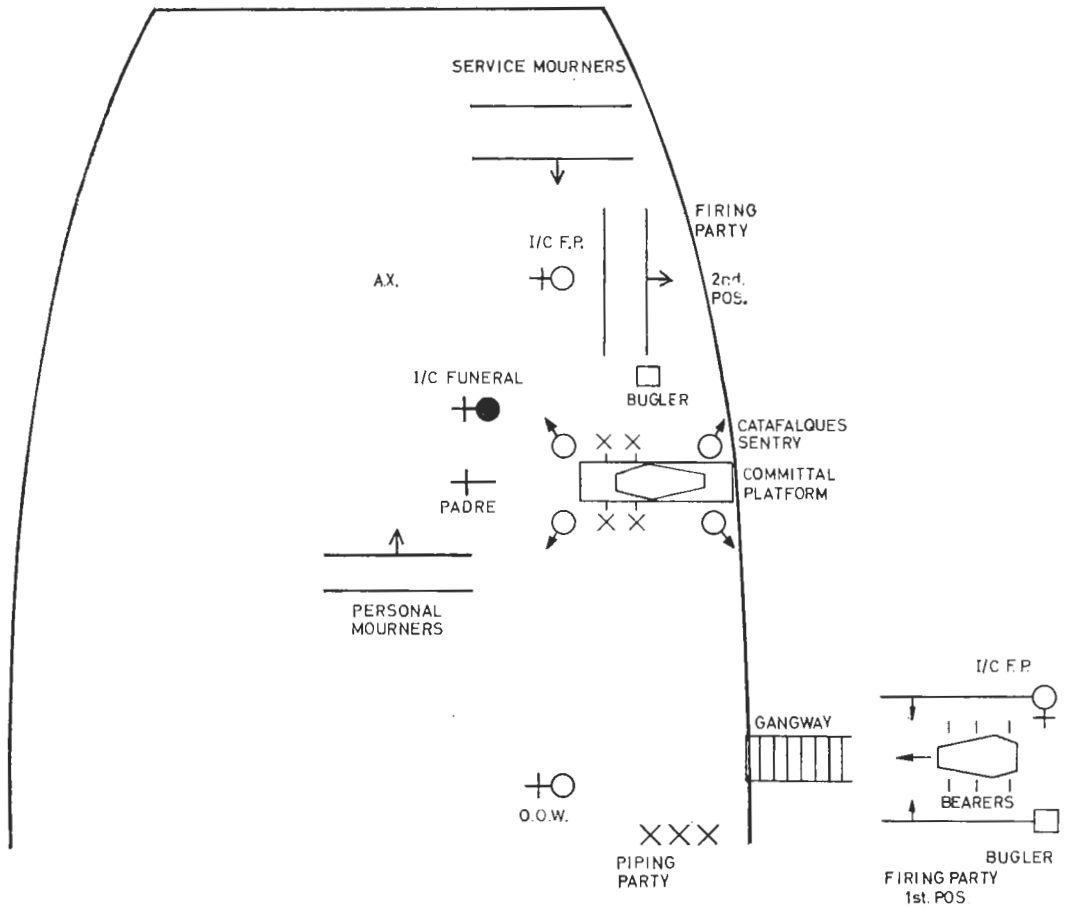 SERVICE MOURNERS
FIRING
PARTY
I/C F.P.
A.X.
2nd.
POS.
I/C FUNERAL
BUGLER
CATAFALQUES
SENTRY
COMMITTAL
PLATFORM
PADRE
PERSONAL
MOURNERS
I/C F.P.
GANGWAY
BEARERS
O.O.W.
PIPING
PARTY
BUGLER
FIRING PARTY
1st. POS.